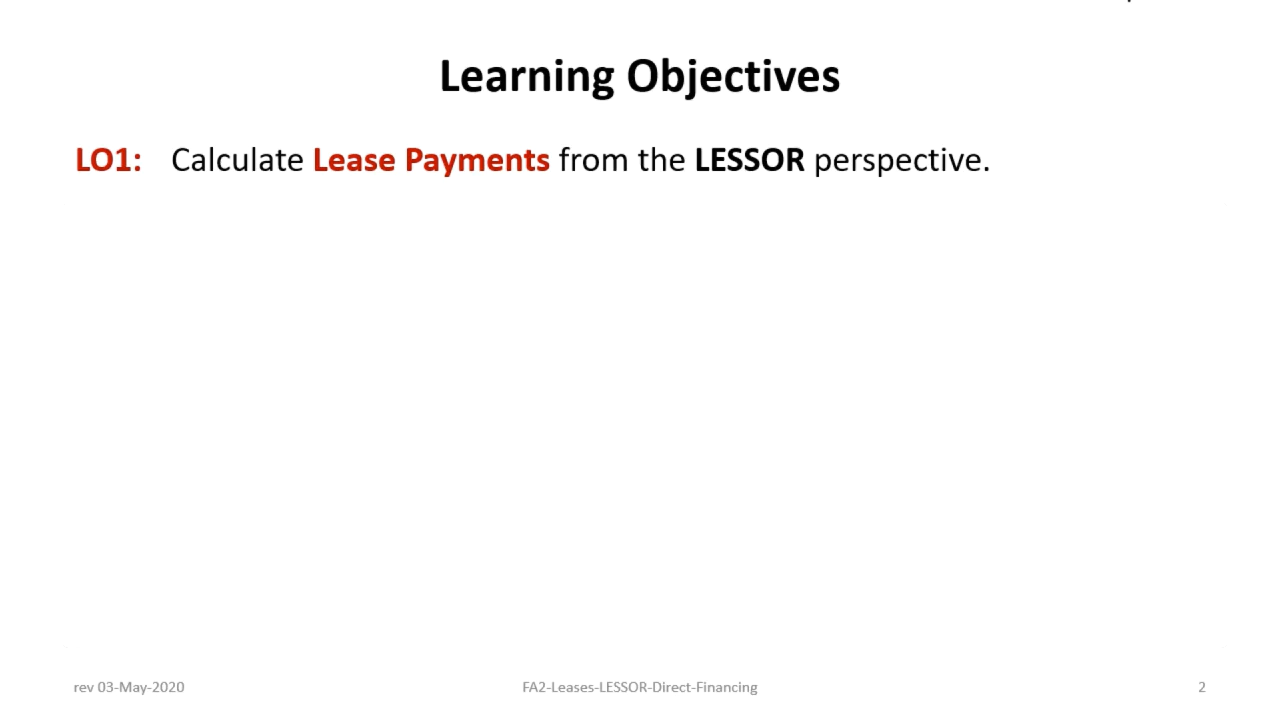 Learning Objectives
LO1: Calculate Lease Payments from the LESSOR perspective.
rev 03-May-2020 FA2-Leases-LESSOR-Direct-Financing 2